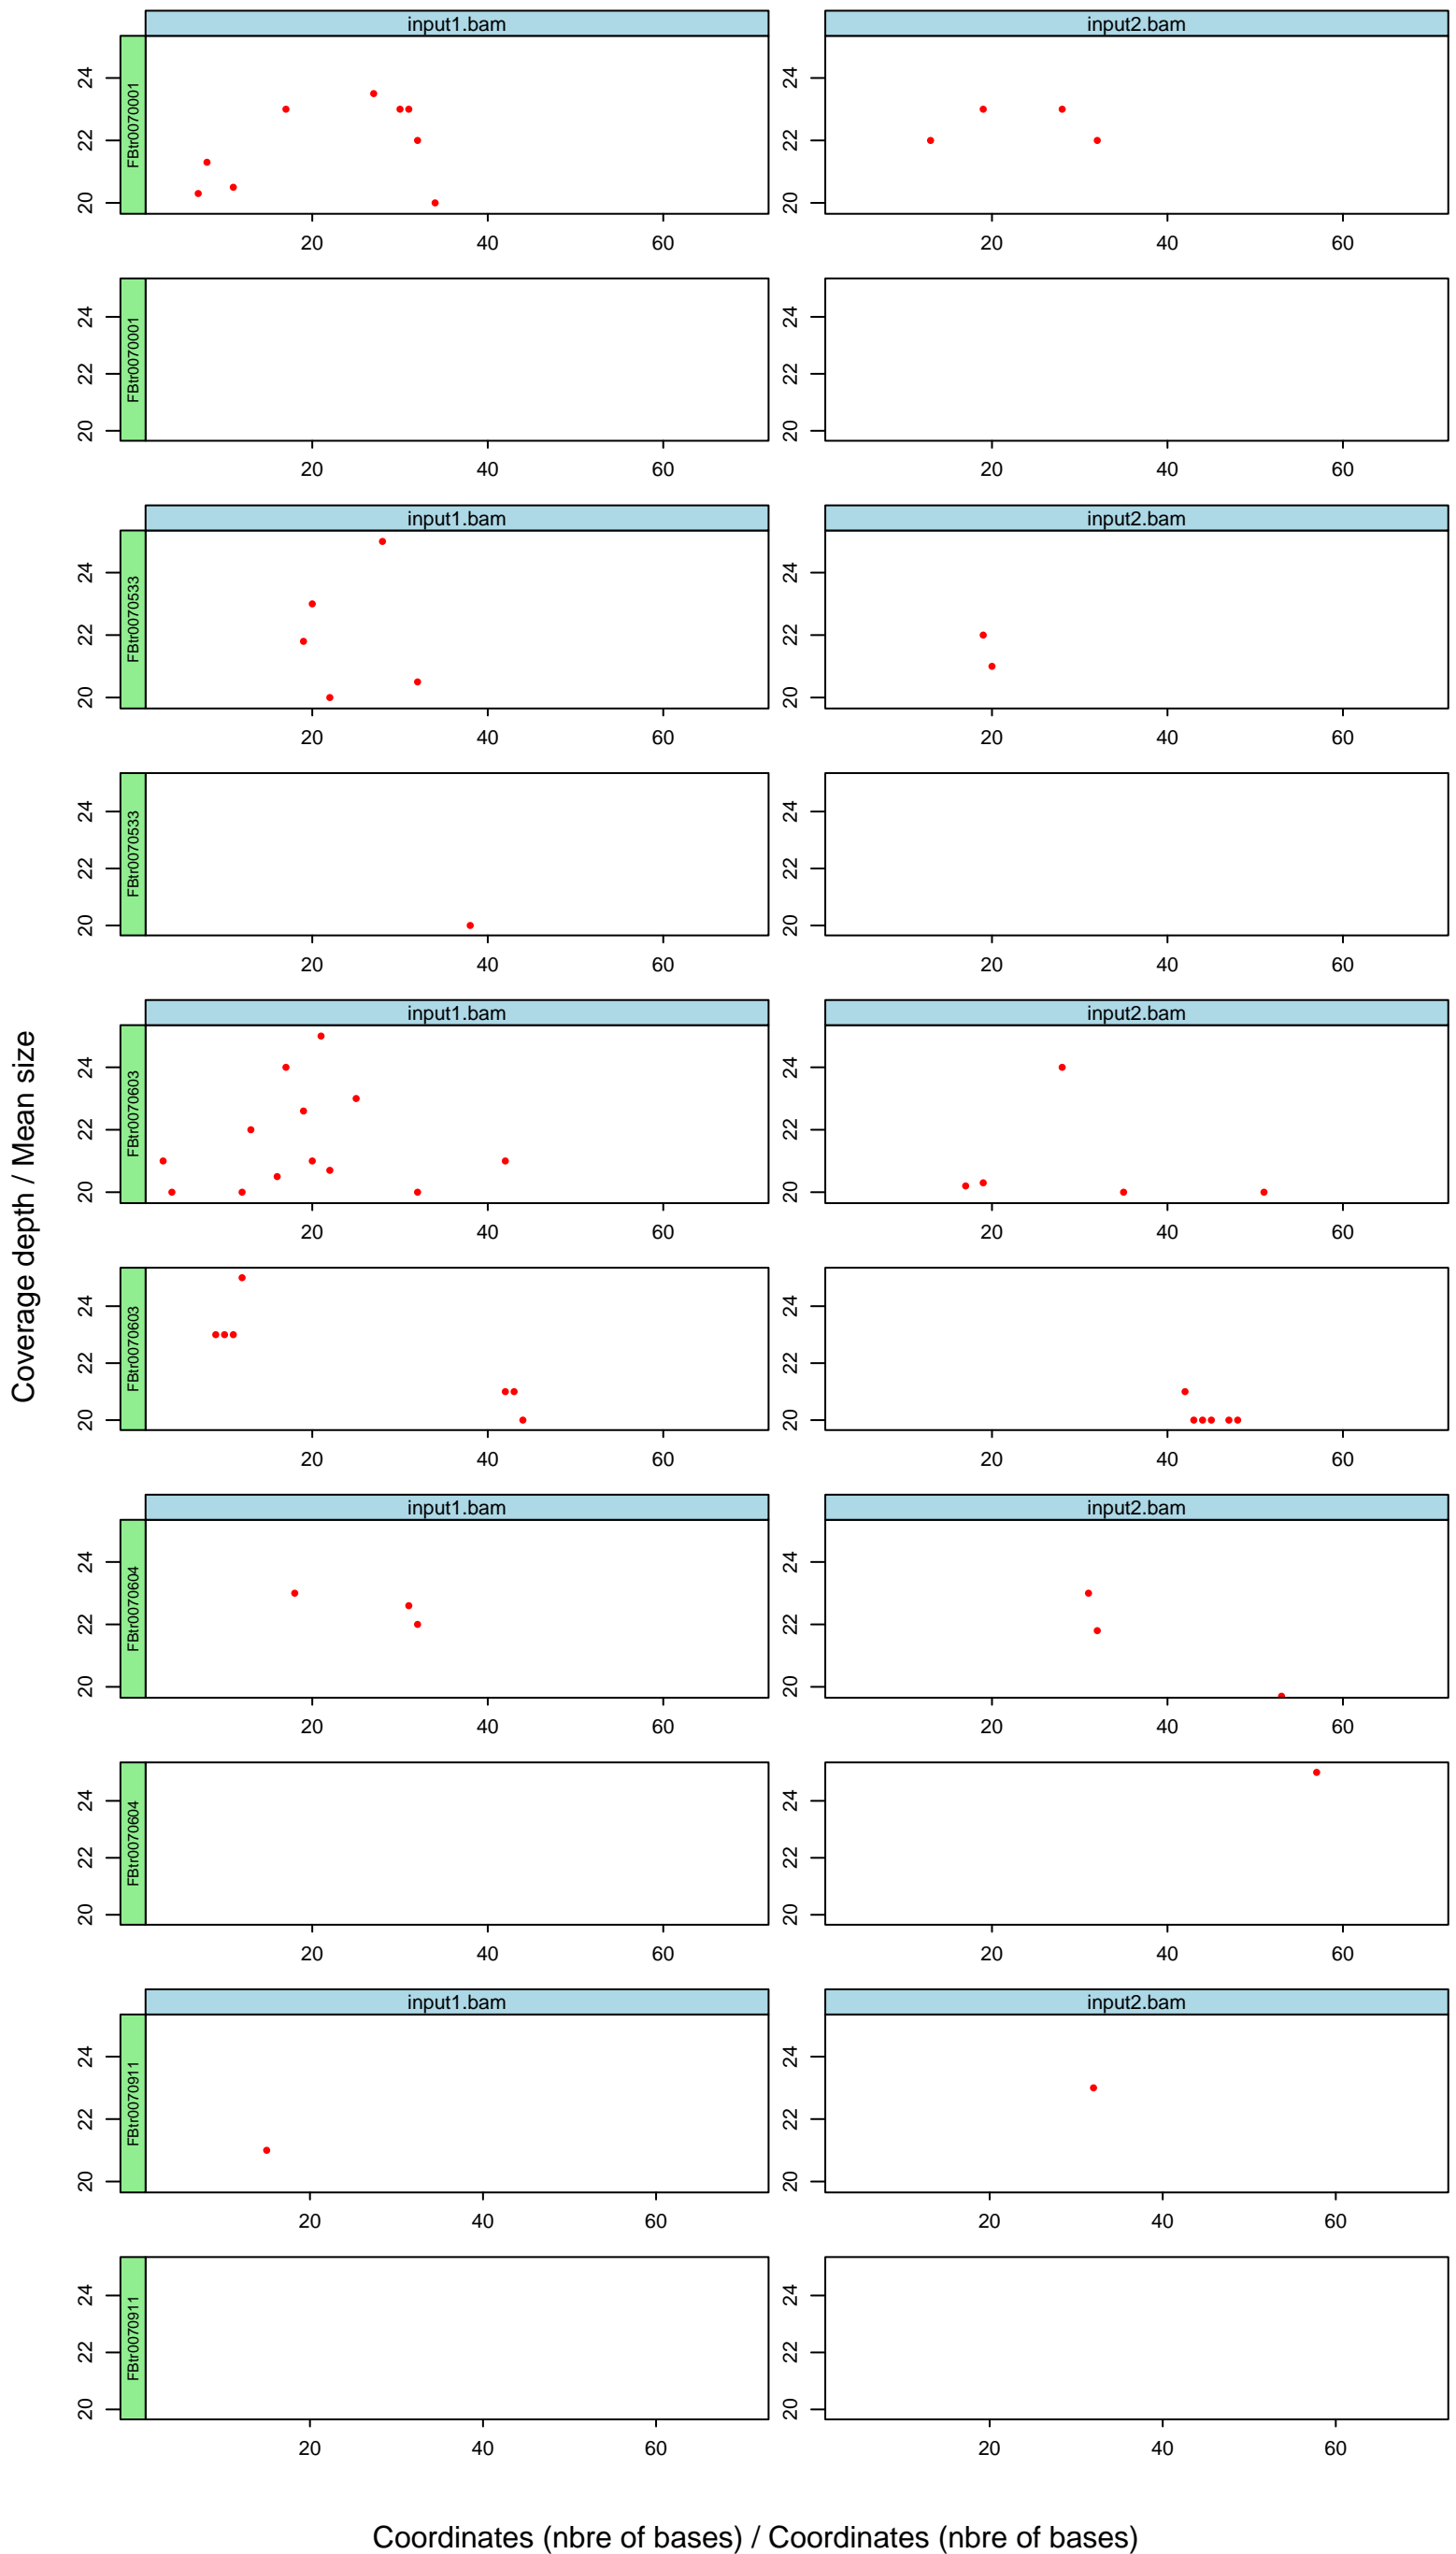 input1.bam input2.bam
FBtr0070001
24 22 20 24 22 20
20 40 60 20 40 60
FBtr0070001
24 22 20 24 22 20
20 40 60 20 40 60
input1.bam input2.bam
FBtr0070533
24 22 20 24 22 20
20 40 60 20 40 60
FBtr0070533
24 22 20 24 22 20
20 40 60 20 40 60
input1.bam input2.bam
FBtr0070603
24 22 20 24 22 20
20 40 60 20 40 60
Coverage depth / Mean size
FBtr0070603
24 22 20 24 22 20
20 40 60 20 40 60
input1.bam input2.bam
FBtr0070604
24 22 20 24 22 20
20 40 60 20 40 60
FBtr0070604
24 22 20 24 22 20
20 40 60 20 40 60
input1.bam input2.bam
FBtr0070911
24 22 20 24 22 20
20 40 60 20 40 60
FBtr0070911
24 22 20 24 22 20
20 40 60 20 40 60
Coordinates (nbre of bases) / Coordinates (nbre of bases)